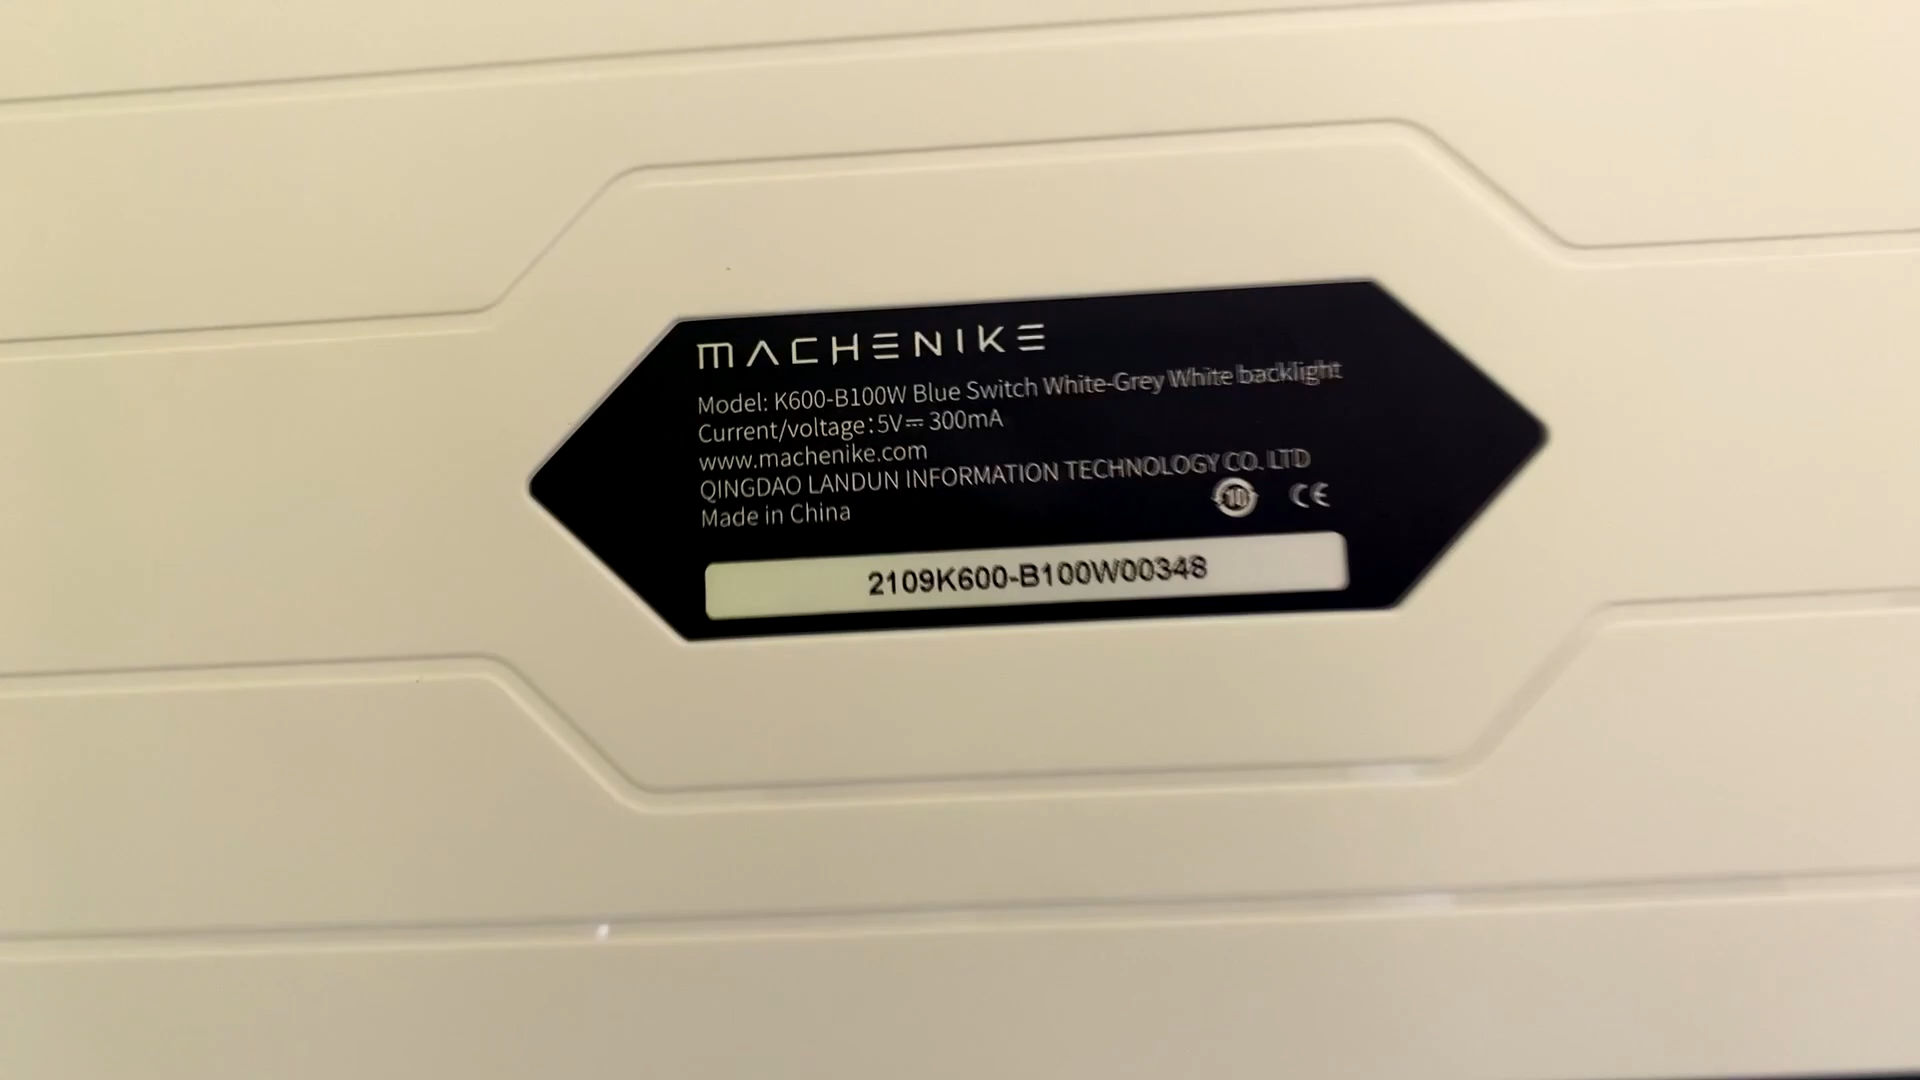 MACHENIKE
Model: K600-B100W Blue Switch White-Grey White backlight
Current/voltage:5V⎓300mA
www.machenike.com
QINGDAO LANDUN INFORMATION TECHNOLOGY CO. LTD
Made in China
10 CE
2109K600-B100W00348